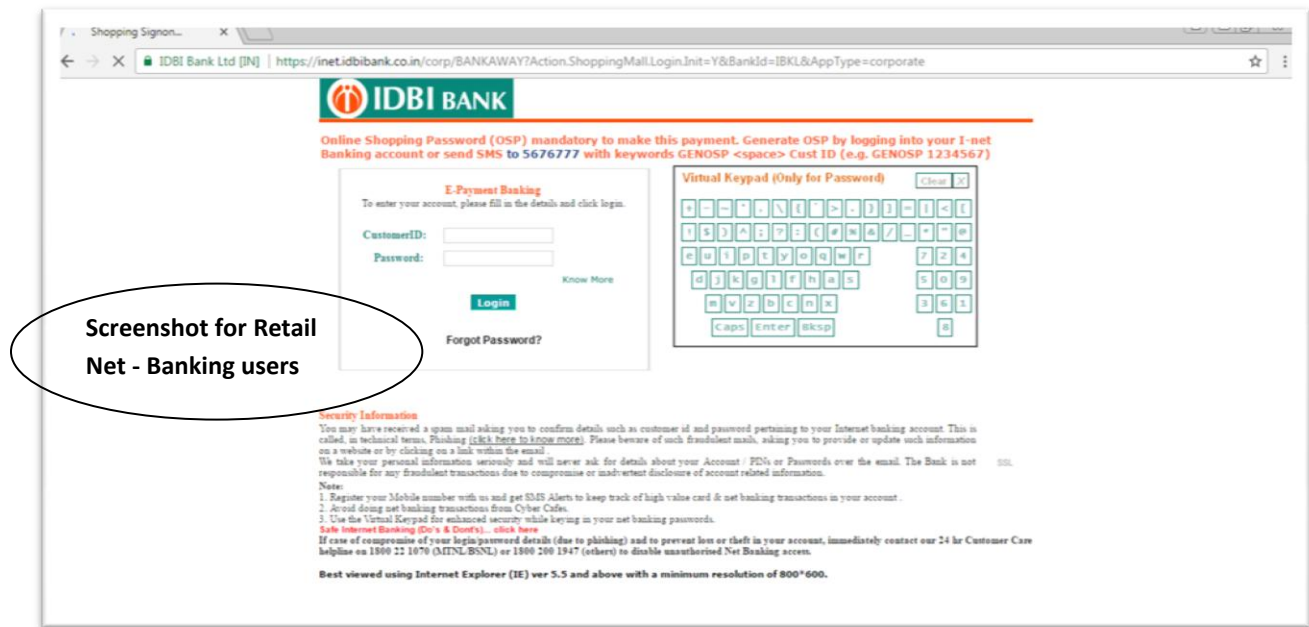 Shopping Signon...
IDBI Bank Ltd [IN] | https://inet.idbibank.co.in/corp/BANKAWAY?Action.ShoppingMall.Login.Init=Y&BankId=IBKL&AppType=corporate
IDBI BANK
Online Shopping Password (OSP) mandatory to make this payment. Generate OSP by logging into your I-net
Banking account or send SMS to 5676777 with keywords GENOSP <space> Cust ID (e.g. GENOSP 1234567)
E-Payment Banking
To enter your account, please fill in the details and click login.
CustomerID:
Password:
Know More
Login
Forgot Password?
Virtual Keypad (Only for Password)
Clear X
! $ ) ^ ; ? : ( # % & / _ * " @
e u i p t y o q w r 7 2 4
d j k g l f h a s 5 0 9
m v z b c n x 3 6 1
Caps Enter Bksp 8
Screenshot for Retail
Net - Banking users
Security Information
You may have received a spam mail asking you to confirm details such as customer id and password pertaining to your Internet banking account. This is
called, in technical terms, Phishing (click here to know more). Please beware of such fraudulent mails, asking you to provide or update such information
on a website or by clicking on a link within the email .
We take your personal information seriously and will never ask for details about your Account / PINs or Passwords over the email. The Bank is not
responsible for any fraudulent transactions due to compromise or inadvertent disclosure of account related information.
SSL
Note:
1. Register your Mobile number with us and get SMS Alerts to keep track of high value card & net banking transactions in your account .
2. Avoid doing net banking transactions from Cyber Cafes.
3. Use the Virtual Keypad for enhanced security while keying in your net banking passwords.
Safe Internet Banking (Do's & Dont's)... click here
If case of compromise of your login/password details (due to phishing) and to prevent loss or theft in your account, immediately contact our 24 hr Customer Care
helpline on 1800 22 1070 (MTNL/BSNL) or 1800 200 1947 (others) to disable unauthorised Net Banking access.
Best viewed using Internet Explorer (IE) ver 5.5 and above with a minimum resolution of 800*600.